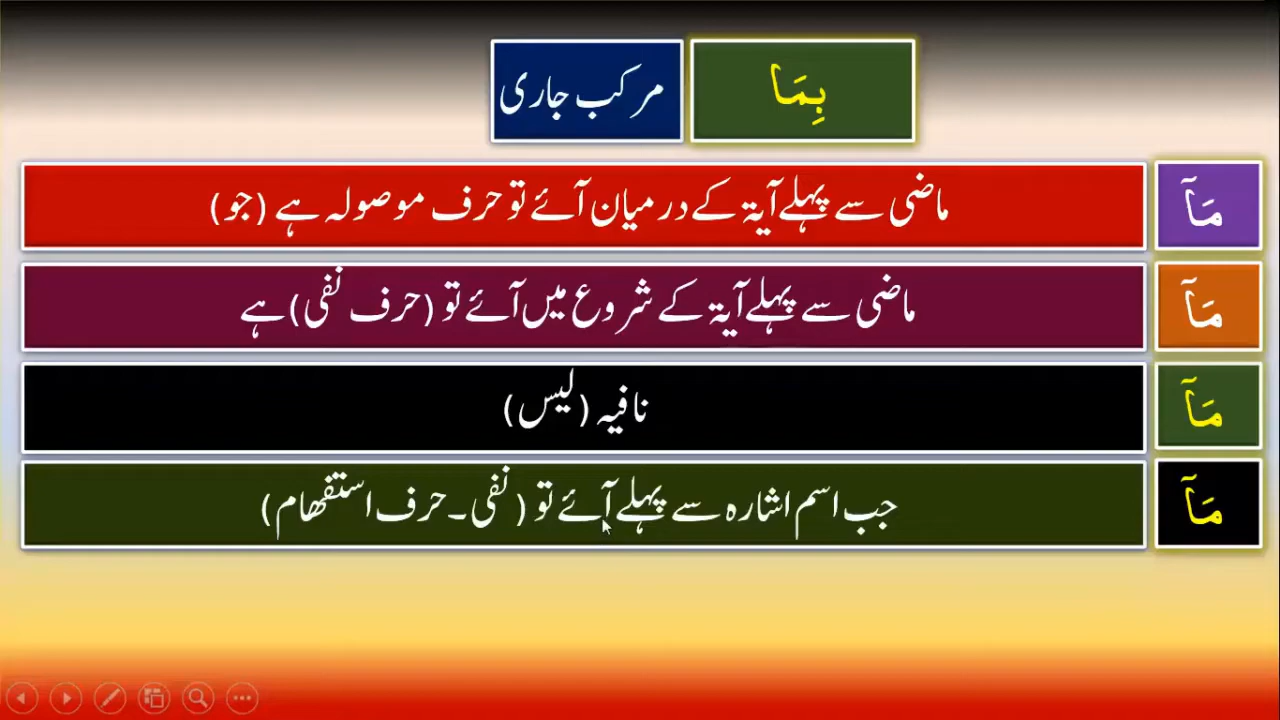 بِمَا مرکب جاری
مَآ ماضی سے پہلے آیۃ کے درمیان آئے تو حرف موصولہ ہے (جو)
مَآ ماضی سے پہلے آیۃ کے شروع میں آئے تو (حرف نفی) ہے
مَآ نافیہ (لیس)
مَآ جب اسم اشارہ سے پہلے آئے تو (نفی۔حرف استفھام)